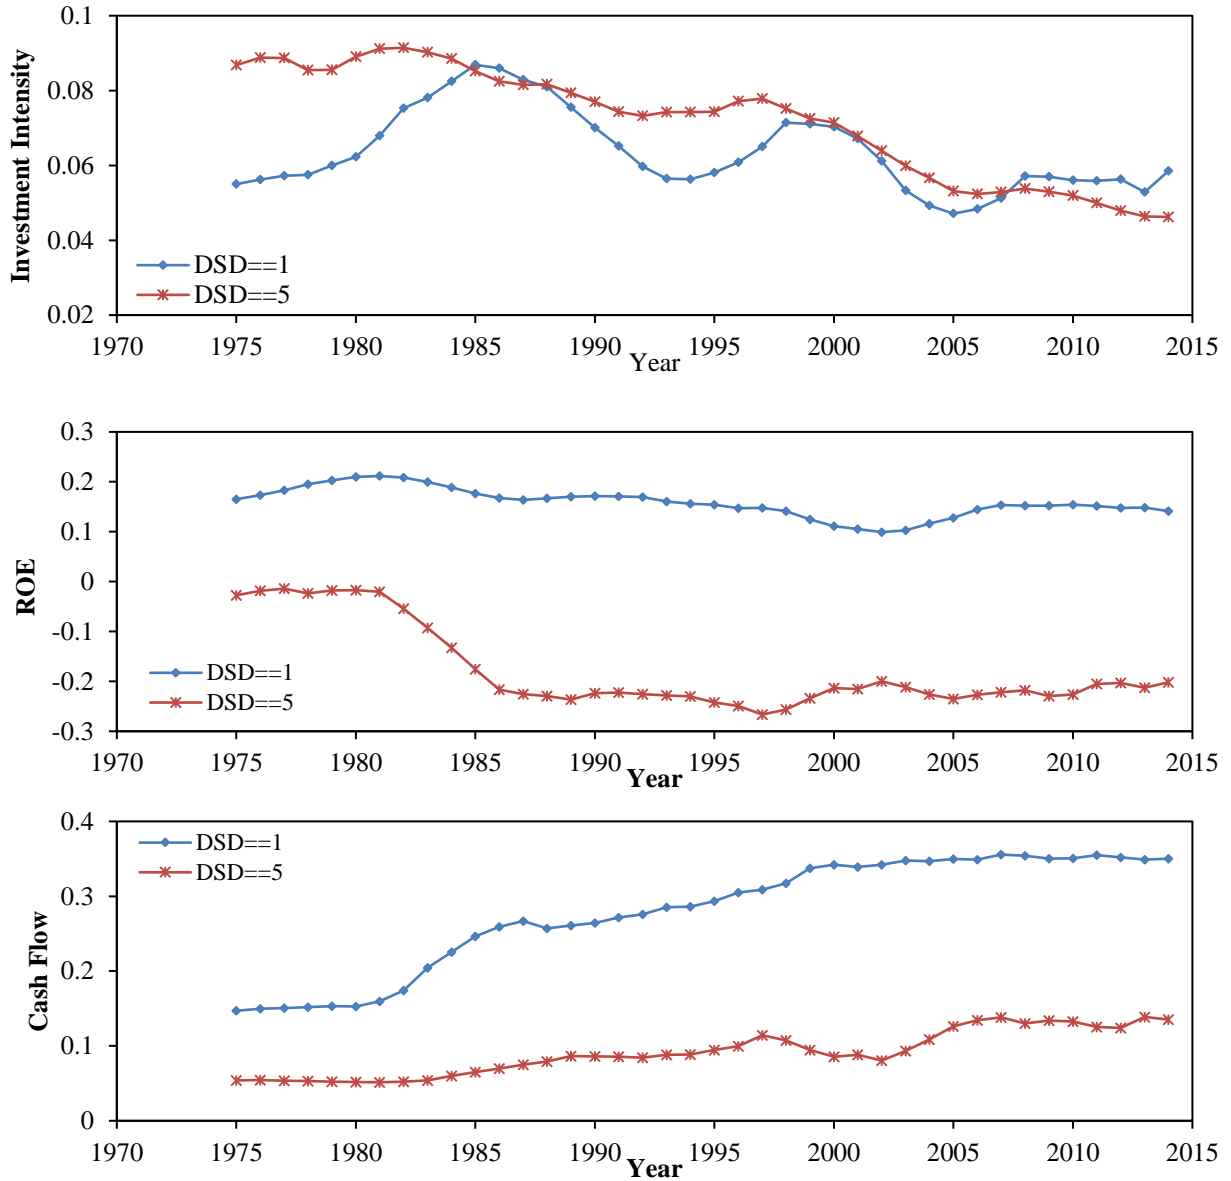 Investment Intensity
0.1
0.08
0.06
0.04
0.02
DSD==1
DSD==5
1970 1975 1980 1985 1990 1995 2000 2005 2010 2015
Year
ROE
0.3
0.2
0.1
0
-0.1
-0.2
-0.3
DSD==1
DSD==5
1970 1975 1980 1985 1990 1995 2000 2005 2010 2015
Year
Cash Flow
0.4
0.3
0.2
0.1
0
DSD==1
DSD==5
1970 1975 1980 1985 1990 1995 2000 2005 2010 2015
Year